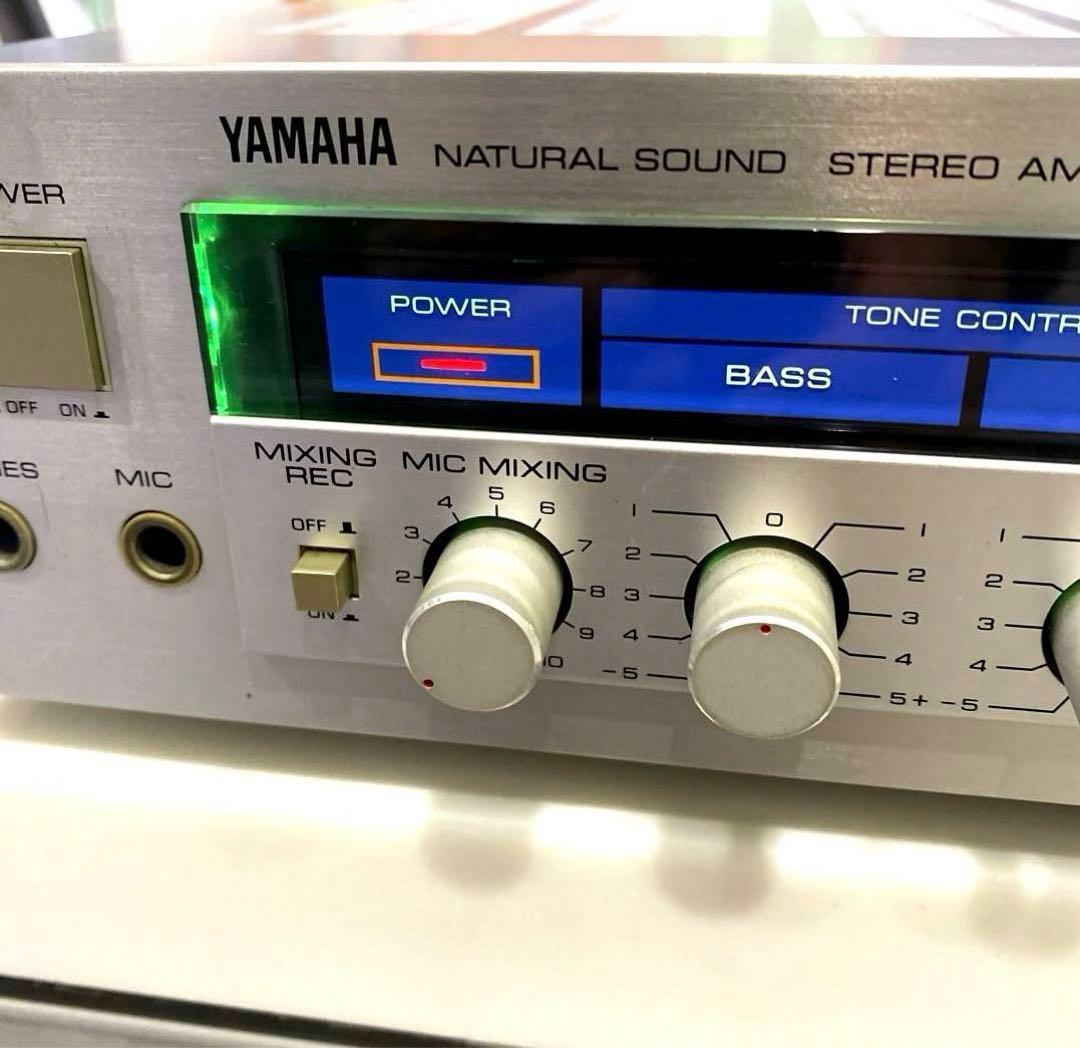 YAMAHA NATURAL SOUND STEREO AM
WER
POWER
TONE CONTR
BASS
OFF ON
MIXING
REC
MIC MIXING
ES
MIC
OFF
ON
2 3 4 5 6 7 8 9 10
0
1 1 1
2 2 2
3 3 3
4 4 4
-5 5+ -5